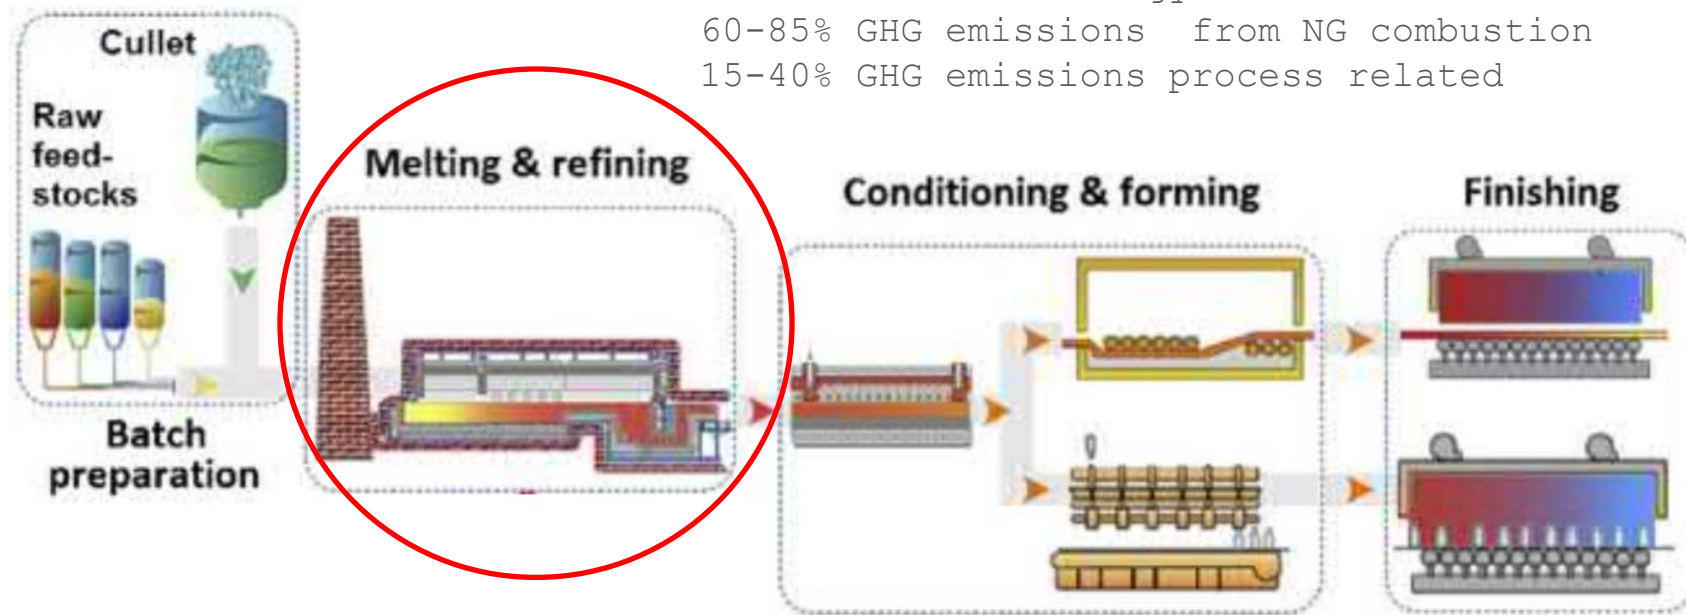 60-85% GHG emissions from NG combustion
15-40% GHG emissions process related
Cullet
Raw
feed-
stocks
Batch
preparation
Melting & refining
Conditioning & forming
Finishing